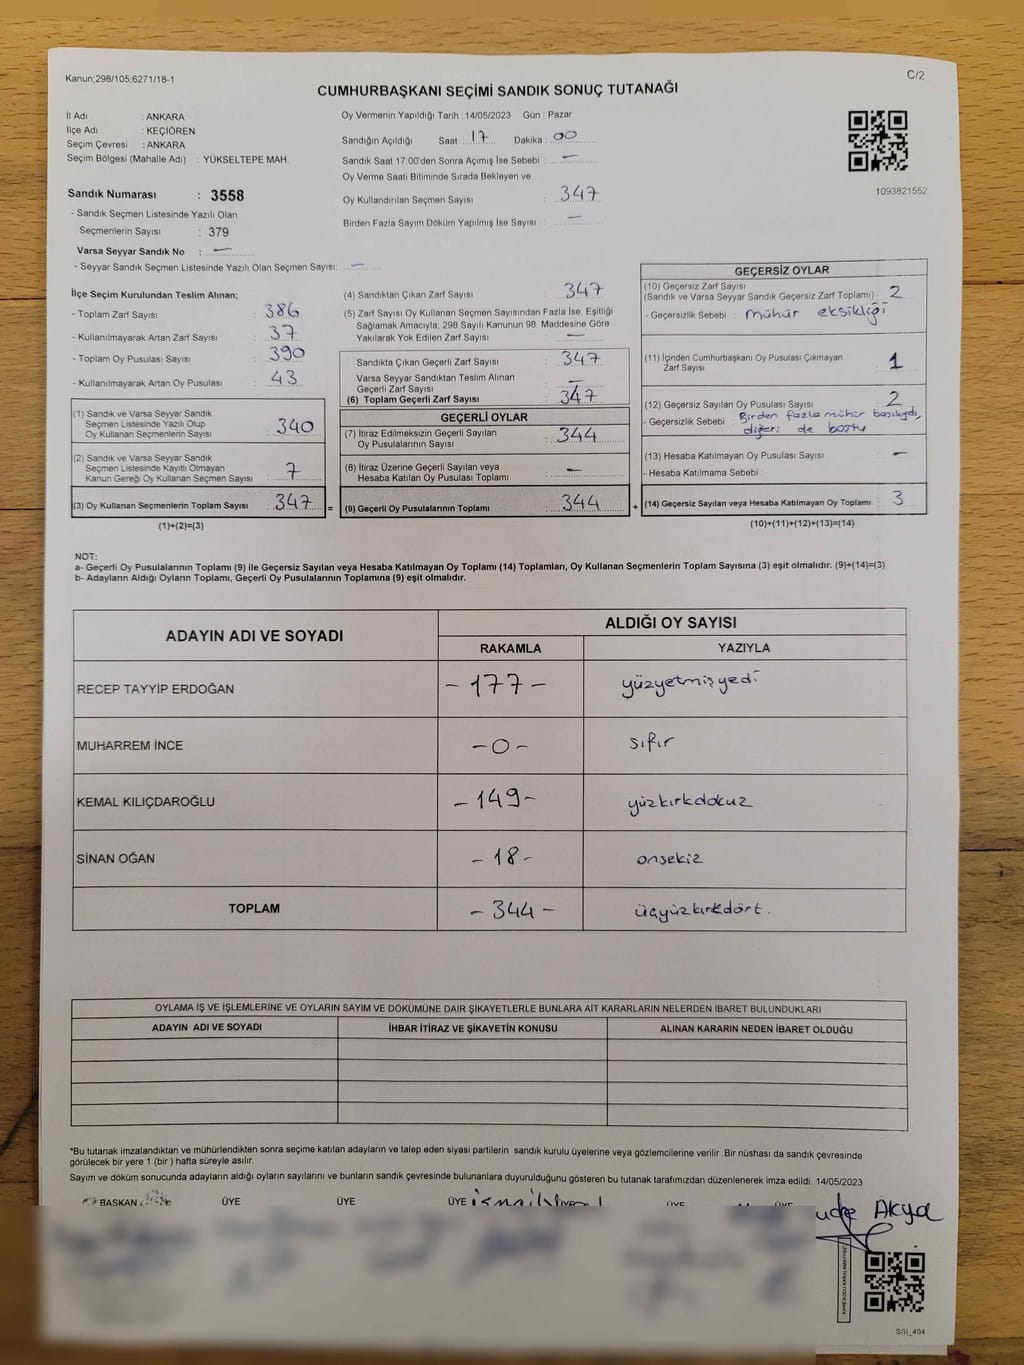 Kanun;298/105;6271/18-1
C/2
CUMHURBAŞKANI SEÇİMİ SANDIK SONUÇ TUTANAĞI
İl Adı : ANKARA
İlçe Adı : KEÇİÖREN
Seçim Çevresi : ANKARA
Seçim Bölgesi (Mahalle Adı) : YÜKSELTEPE MAH.
Sandık Numarası : 3558
- Sandık Seçmen Listesinde Yazılı Olan
Seçmenlerin Sayısı : 379
Varsa Seyyar Sandık No : —
- Seyyar Sandık Seçmen Listesinde Yazılı Olan Seçmen Sayısı: —
Oy Vermenin Yapıldığı Tarih : 14/05/2023 Gün : Pazar
Sandığın Açıldığı Saat : 17 Dakika : 00
Sandık Saat 17:00'den Sonra Açımış İse Sebebi : —
Oy Verme Saati Bitiminde Sırada Bekleyen ve
Oy Kullandırılan Seçmen Sayısı : 347
Birden Fazla Sayım Döküm Yapılmış İse Sayısı : —
1093821552
İlçe Seçim Kurulundan Teslim Alınan;
- Toplam Zarf Sayısı : 386
- Kullanılmayarak Artan Zarf Sayısı : 37
- Toplam Oy Pusulası Sayısı : 390
- Kullanılmayarak Artan Oy Pusulası : 43
(1) Sandık ve Varsa Seyyar Sandık
Seçmen Listesinde Yazılı Olup
Oy Kullanan Seçmenlerin Sayısı : 340
(2) Sandık ve Varsa Seyyar Sandık
Seçmen Listesinde Kayıtlı Olmayan
Kanun Gereği Oy Kullanan Seçmen Sayısı : 7
(3) Oy Kullanan Seçmenlerin Toplam Sayısı : 347 =
(1)+(2)=(3)
(4) Sandıktan Çıkan Zarf Sayısı : 347
(5) Zarf Sayısı Oy Kullanan Seçmen Sayısından Fazla İse, Eşitliği
Sağlamak Amacıyla, 298 Sayılı Kanunun 98. Maddesine Göre
Yakılarak Yok Edilen Zarf Sayısı : —
Sandıkta Çıkan Geçerli Zarf Sayısı : 347
Varsa Seyyar Sandıktan Teslim Alınan
Geçerli Zarf Sayısı : —
(6) Toplam Geçerli Zarf Sayısı : 347
GEÇERLİ OYLAR
(7) İtiraz Edilmeksizin Geçerli Sayılan
Oy Pusulalarının Sayısı : 344
(8) İtiraz Üzerine Geçerli Sayılan veya
Hesaba Katılan Oy Pusulası Toplamı : —
(9) Geçerli Oy Pusulalarının Toplamı : 344 +
GEÇERSİZ OYLAR
(10) Geçersiz Zarf Sayısı
(Sandık ve Varsa Seyyar Sandık Geçersiz Zarf Toplamı) : 2
- Geçersizlik Sebebi : mühür eksikliği
(11) İçinden Cumhurbaşkanı Oy Pusulası Çıkmayan
Zarf Sayısı : 1
(12) Geçersiz Sayılan Oy Pusulası Sayısı : 2
- Geçersizlik Sebebi : Birden fazla mühür basılıydı,
diğeri de boştu
(13) Hesaba Katılmayan Oy Pusulası Sayısı : —
- Hesaba Katılmama Sebebi :
(14) Geçersiz Sayılan veya Hesaba Katılmayan Oy Toplamı : 3
(10)+(11)+(12)+(13)=(14)
NOT:
a- Geçerli Oy Pusulalarının Toplamı (9) ile Geçersiz Sayılan veya Hesaba Katılmayan Oy Toplamı (14) Toplamları, Oy Kullanan Seçmenlerin Toplam Sayısına (3) eşit olmalıdır. (9)+(14)=(3)
b- Adayların Aldığı Oyların Toplamı, Geçerli Oy Pusulalarının Toplamına (9) eşit olmalıdır.
ADAYIN ADI VE SOYADI ALDIĞI OY SAYISI
RAKAMLA YAZIYLA
RECEP TAYYİP ERDOĞAN -177- yüzyetmişyedi
MUHARREM İNCE -0- sıfır
KEMAL KILIÇDAROĞLU -149- yüzkırkdokuz
SİNAN OĞAN -18- onsekiz
TOPLAM -344- üçyüzkırkdört.
OYLAMA İŞ VE İŞLEMLERİNE VE OYLARIN SAYIM VE DÖKÜMÜNE DAİR ŞİKAYETLERLE BUNLARA AİT KARARLARIN NELERDEN İBARET BULUNDUKLARI
ADAYIN ADI VE SOYADI İHBAR İTİRAZ VE ŞİKAYETİN KONUSU ALINAN KARARIN NEDEN İBARET OLDUĞU
*Bu tutanak imzalandıktan ve mühürlendikten sonra seçime katılan adayların ve talep eden siyasi partilerin sandık kurulu üyelerine veya gözlemcilerine verilir .Bir nüshası da sandık çevresinde
görülecek bir yere 1 (bir ) hafta süreyle asılır.
Sayım ve döküm sonucunda adayların aldığı oyların sayılarını ve bunların sandık çevresinde bulunanlara duyurulduğunu gösteren bu tutanak tarafımızdan düzenlenerek imza edildi. 14/05/2023
BAŞKAN ÜYE ÜYE ÜYE ÜYE ÜYE
SSI_404